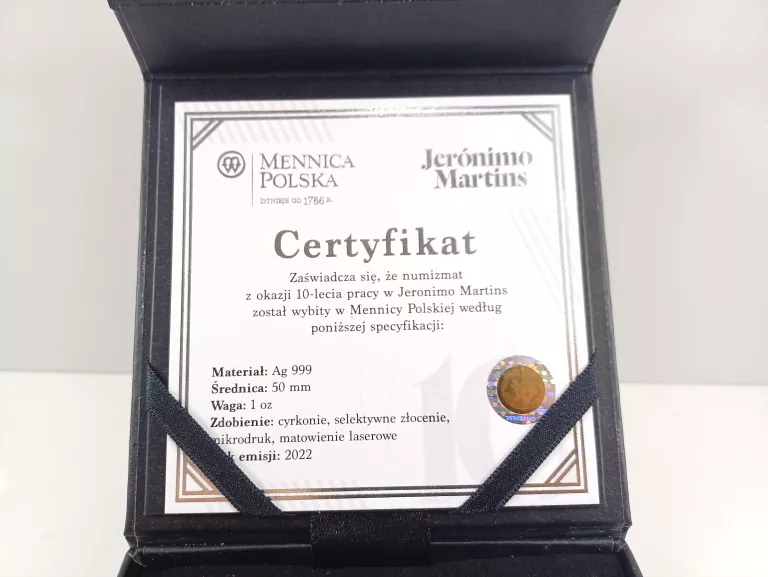 MENNICA
POLSKA
ISTNIEJE OD 1766 R.
Jerónimo
Martins
Certyfikat
Zaświadcza się, że numizmat
z okazji 10-lecia pracy w Jeronimo Martins
został wybity w Mennicy Polskiej według
poniższej specyfikacji:
Materiał: Ag 999
Średnica: 50 mm
Waga: 1 oz
Zdobienie: cyrkonie, selektywne złocenie,
mikrodruk, matowienie laserowe
emisji: 2022
10